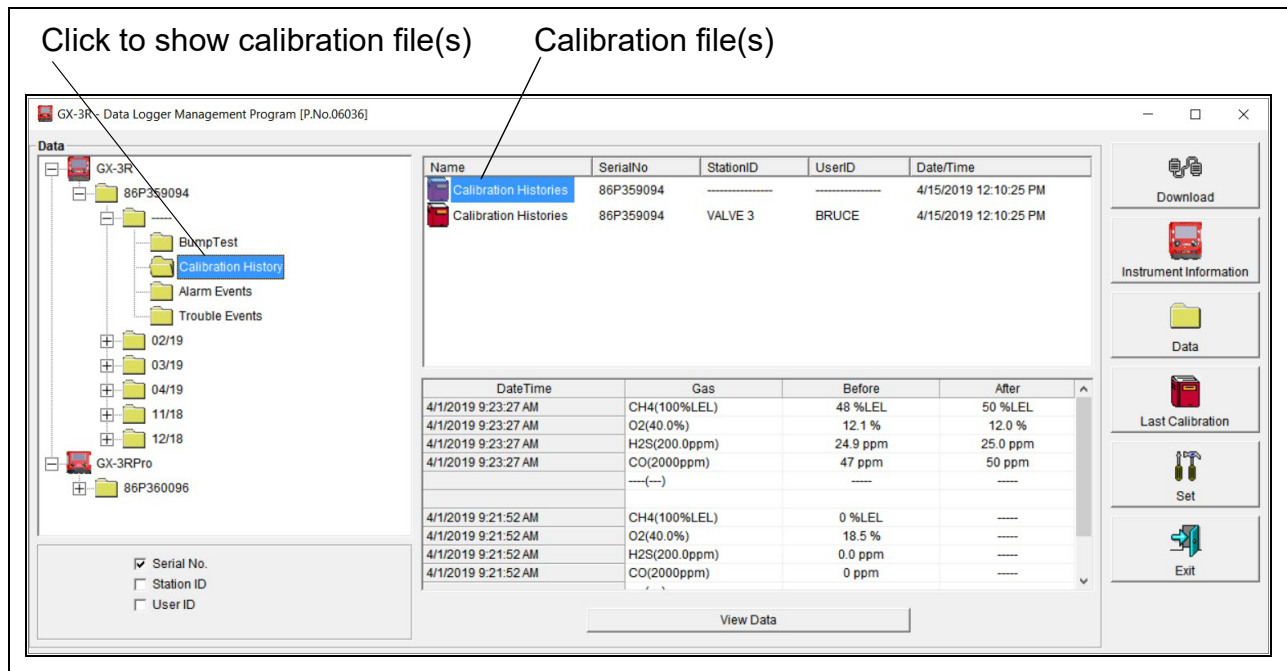 Click to show calibration file(s) Calibration file(s)
GX-3R - Data Logger Management Program [P.No.06036]
Data
GX-3R
86P359094
-----
BumpTest
Calibration History
Alarm Events
Trouble Events
02/19
03/19
04/19
11/18
12/18
GX-3RPro
86P360096
Serial No.
Station ID
User ID
Name SerialNo StationID UserID Date/Time
Calibration Histories 86P359094 ---------------- ---------------- 4/15/2019 12:10:25 PM
Calibration Histories 86P359094 VALVE 3 BRUCE 4/15/2019 12:10:25 PM
DateTime Gas Before After
4/1/2019 9:23:27 AM CH4(100%LEL) 48 %LEL 50 %LEL
4/1/2019 9:23:27 AM O2(40.0%) 12.1 % 12.0 %
4/1/2019 9:23:27 AM H2S(200.0ppm) 24.9 ppm 25.0 ppm
4/1/2019 9:23:27 AM CO(2000ppm) 47 ppm 50 ppm
----(---) ----- -----
4/1/2019 9:21:52 AM CH4(100%LEL) 0 %LEL -----
4/1/2019 9:21:52 AM O2(40.0%) 18.5 % -----
4/1/2019 9:21:52 AM H2S(200.0ppm) 0.0 ppm -----
4/1/2019 9:21:52 AM CO(2000ppm) 0 ppm -----
View Data
Download
Instrument Information
Data
Last Calibration
Set
Exit